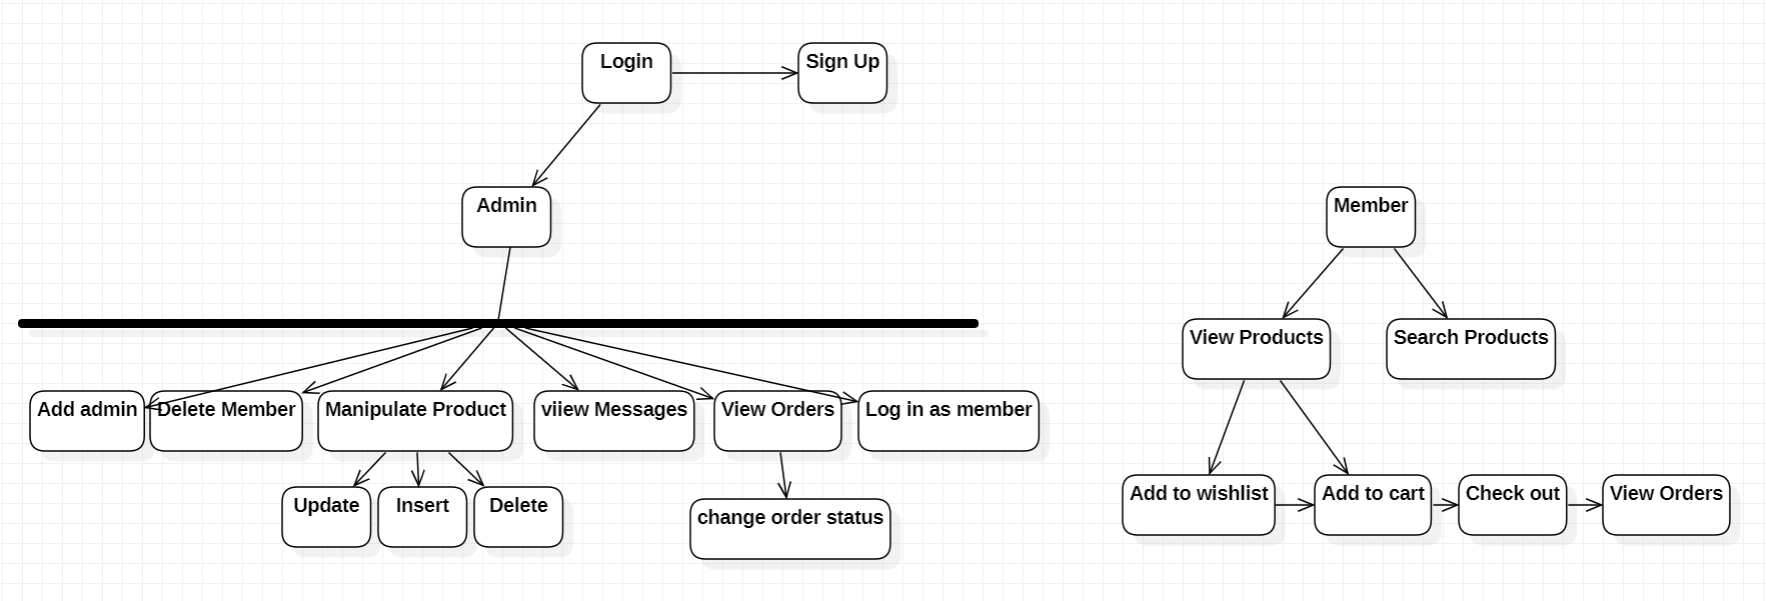 Login
Sign Up
Admin
Member
View Products
Search Products
Add admin
Delete Member
Manipulate Product
viiew Messages
View Orders
Log in as member
Update
Insert
Delete
change order status
Add to wishlist
Add to cart
Check out
View Orders